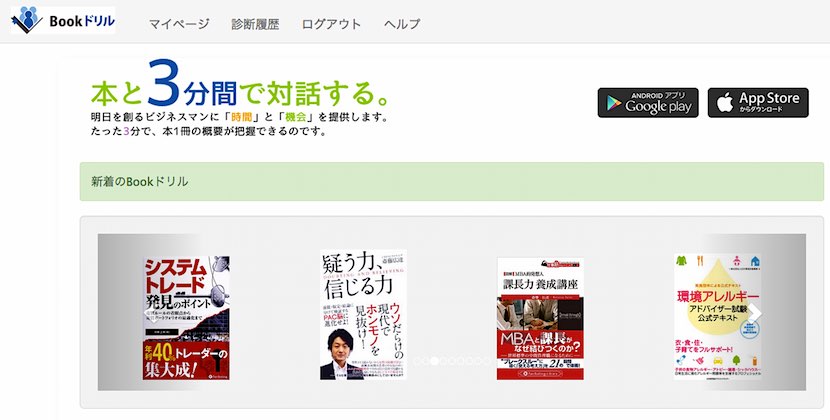 Bookドリル
マイページ
診断履歴
ログアウト
ヘルプ
本と3分間で対話する。
明日を創るビジネスマンに「時間」と「機会」を提供します。
たった3分で、本1冊の概要が把握できるのです。
ANDROID アプリ
Google play
App Store
からダウンロード
新着のBookドリル
システム
トレード
発見のポイント
年利40%トレーダーの
集大成!
疑う力、
信じる力
DOUBTING AND BELIEVING
斎藤広達
ウソだらけの
現代で
ホンモノを
見抜け!
課長力 養成講座
MBAと課長が
なぜ結びつくのか?
環境アレルギー
アドバイザー試験
公式テキスト
衣・食・住・
子育てをフルサポート!